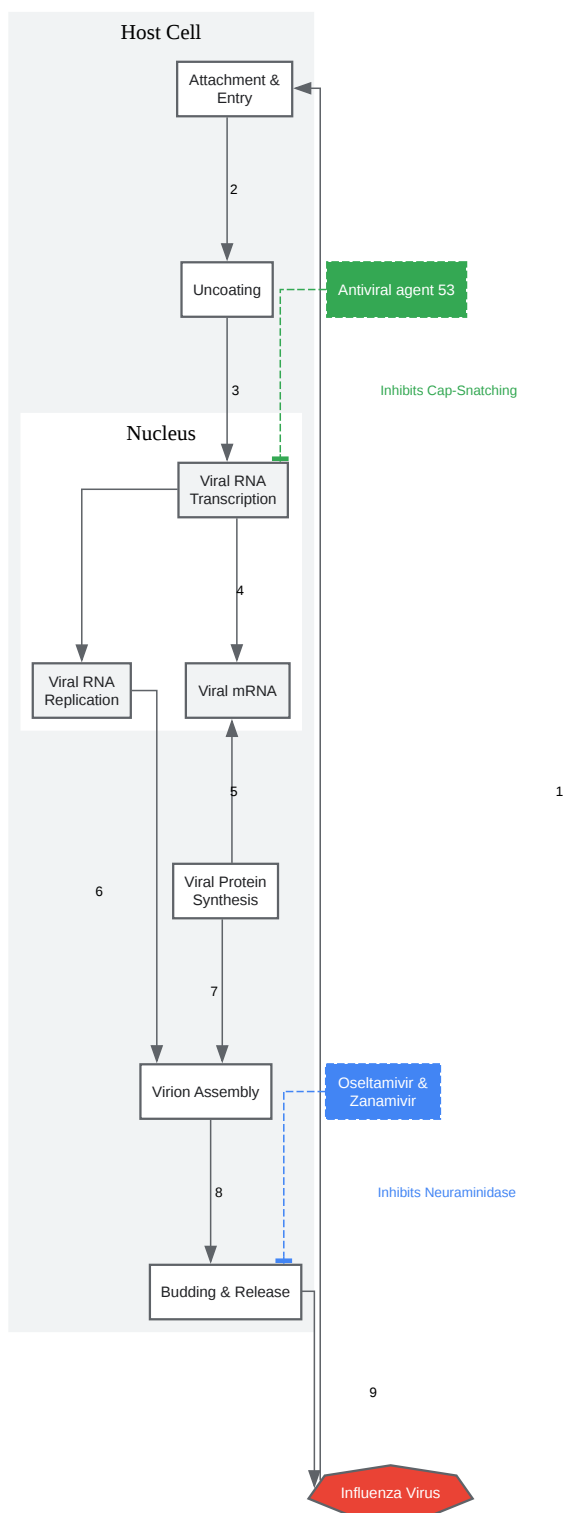 Host Cell
Attachment &
Entry
2
Uncoating
Antiviral agent 53
3
Inhibits Cap-Snatching
Nucleus
Viral RNA
Transcription
4
Viral RNA
Replication
Viral mRNA
5
1
Viral Protein
Synthesis
6
7
Virion Assembly
Oseltamivir &
Zanamivir
8
Inhibits Neuraminidase
Budding & Release
9
Influenza Virus